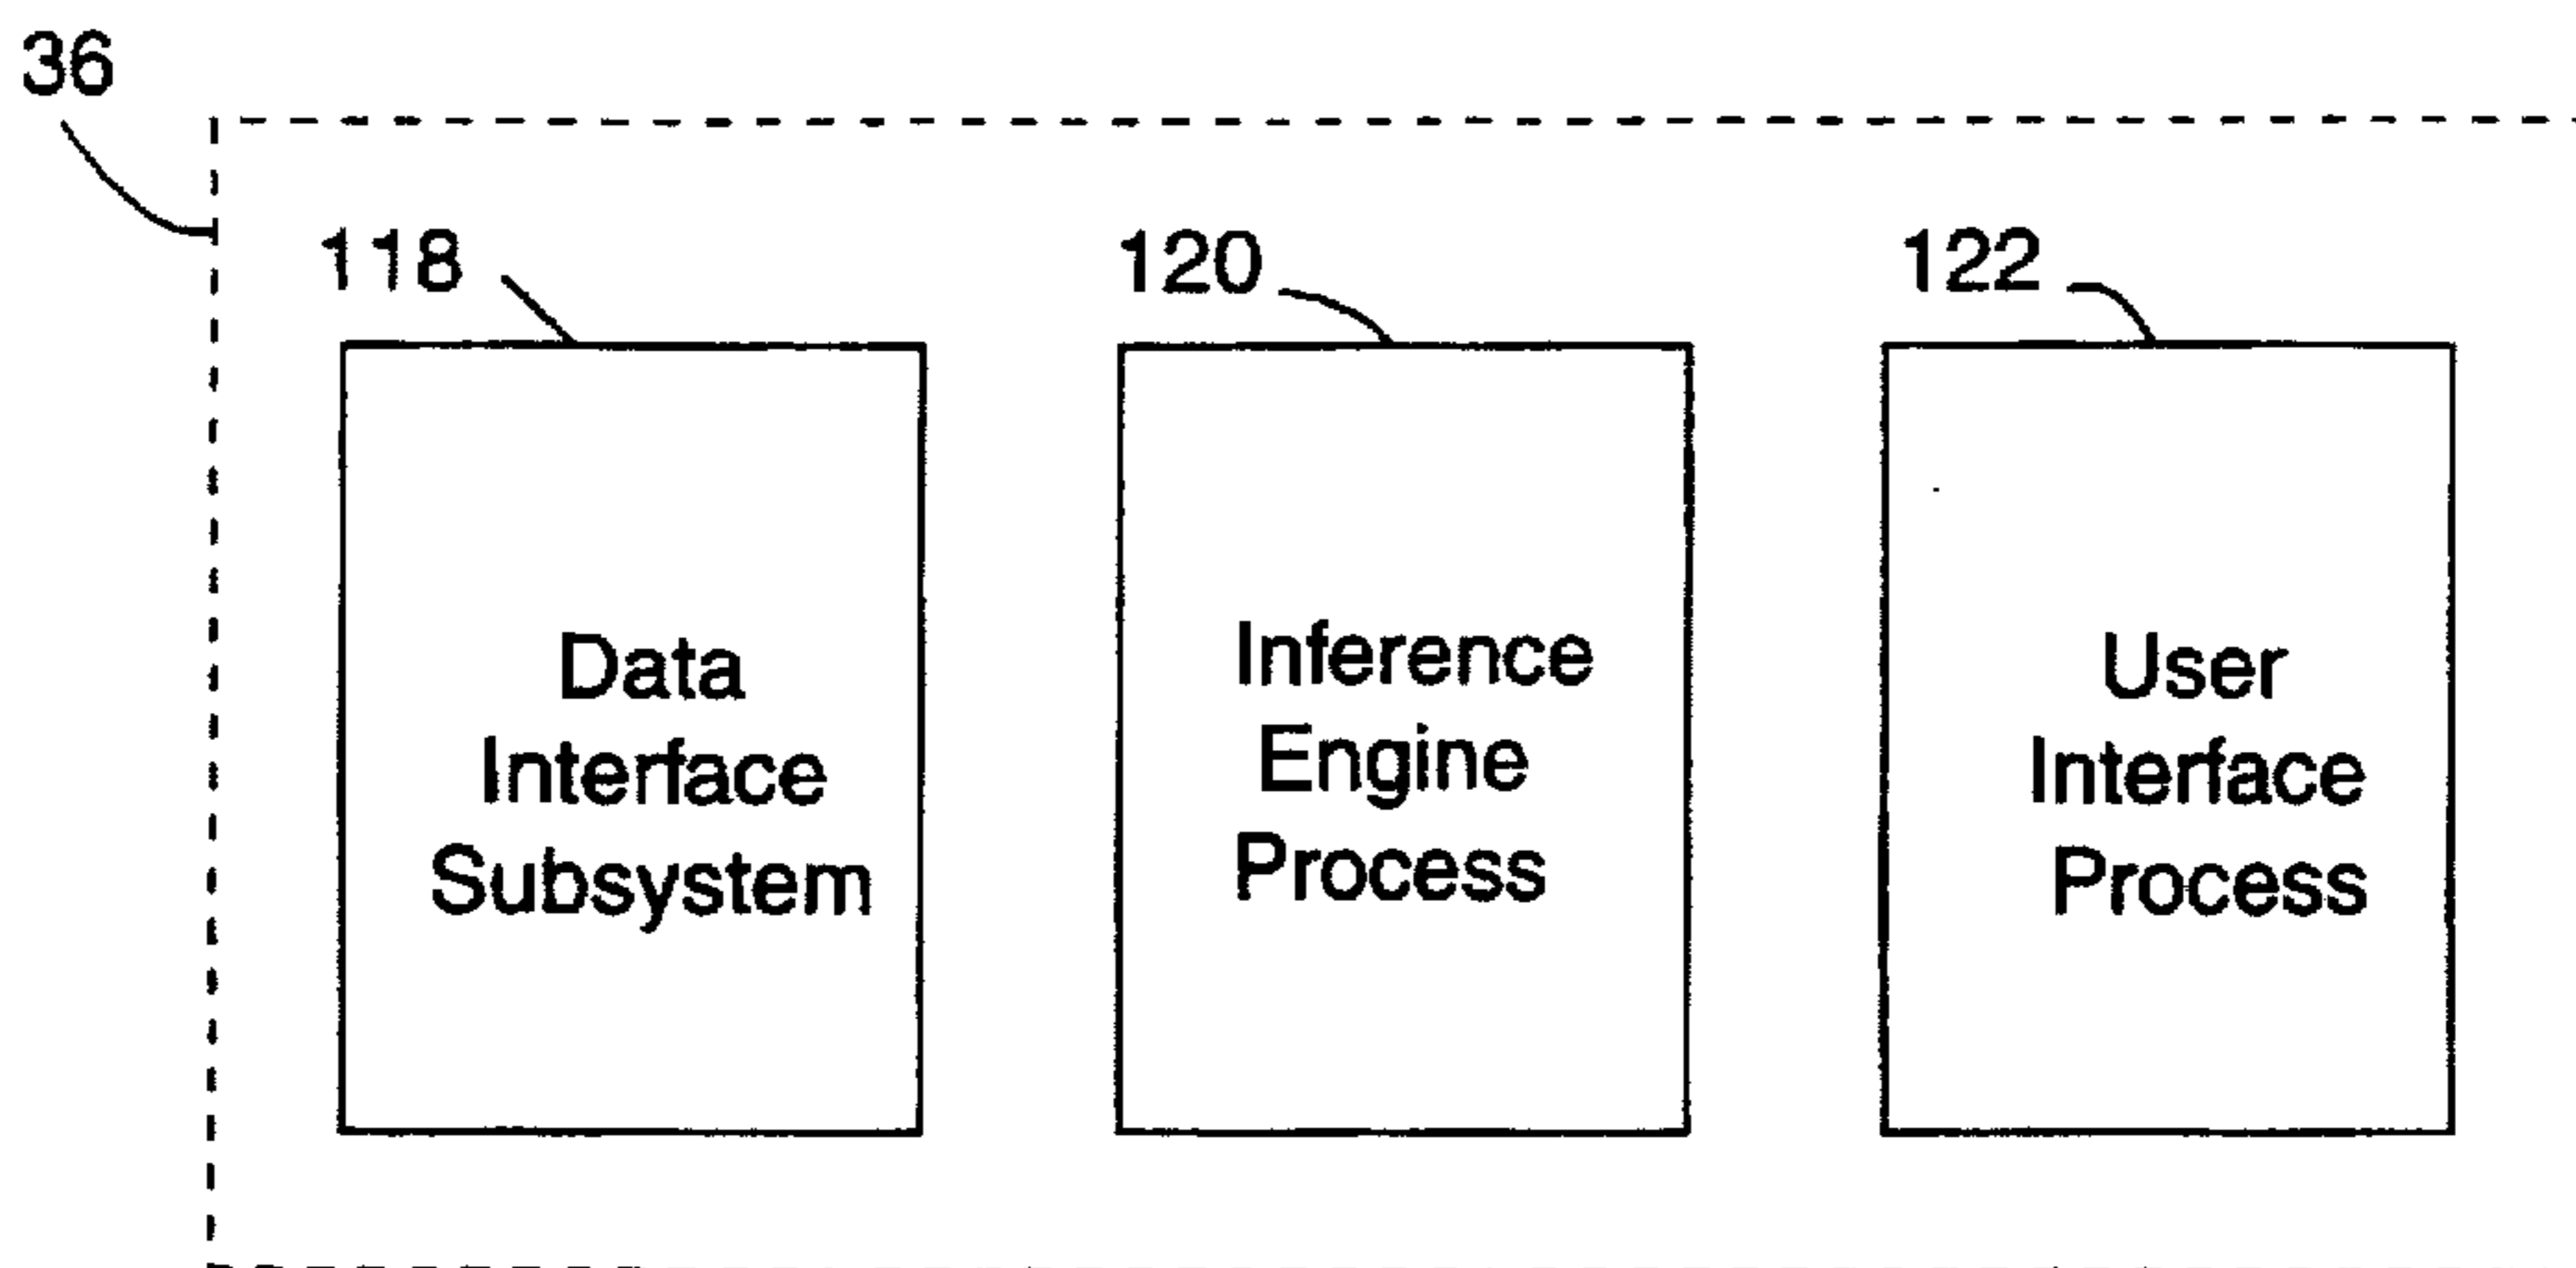 36
118
120
122
Data
Interface
Subsystem
Inference
Engine
Process
User
Interface
Process